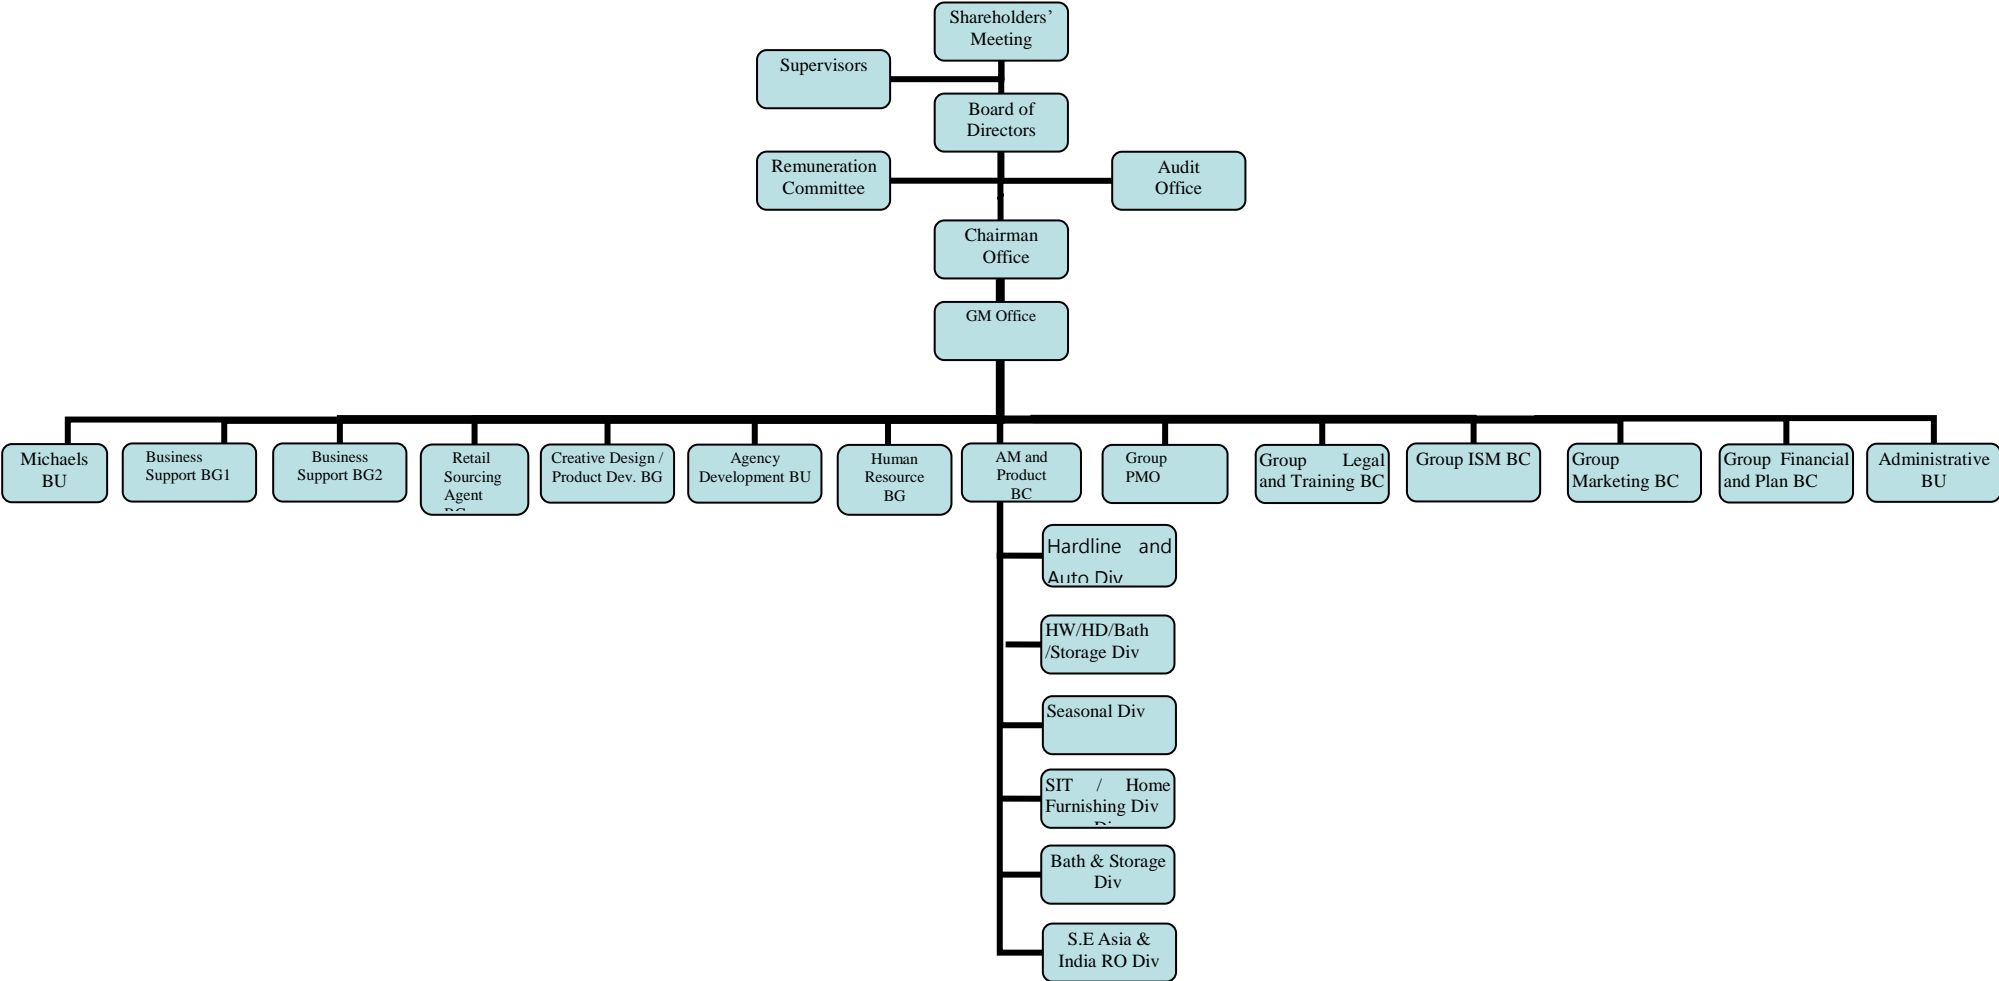 Shareholders’
Meeting
Supervisors
Board of
Directors
Remuneration
Committee
Audit
Office
Chairman
Office
GM Office
Michaels
BU
Business
Support BG1
Business
Support BG2
Retail
Sourcing
Agent
Creative Design /
Product Dev. BG
Agency
Development BU
Human
Resource
BG
AM and
Product
BC
Group
PMO
Group Legal
and Training BC
Group ISM BC
Group
Marketing BC
Group Financial
and Plan BC
Administrative
BU
Hardline and
Auto Div
HW/HD/Bath
/Storage Div
Seasonal Div
SIT / Home
Furnishing Div
Bath & Storage
Div
S.E Asia &
India RO Div